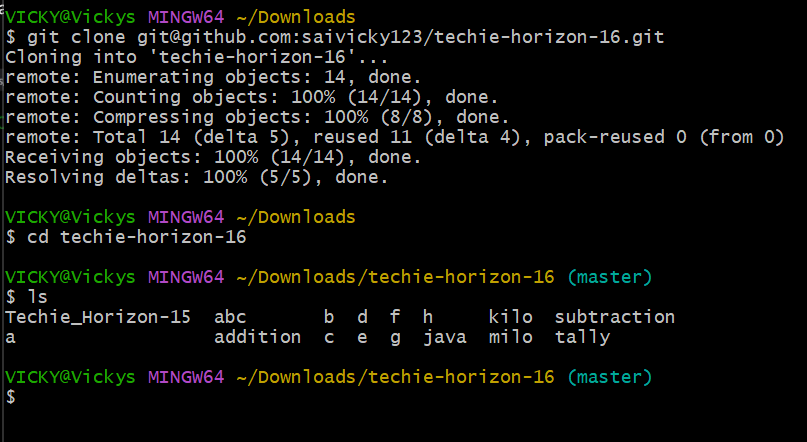 VICKY@Vickys MINGW64 ~/Downloads
$ git clone git@github.com:saivicky123/techie-horizon-16.git
Cloning into 'techie-horizon-16'...
remote: Enumerating objects: 14, done.
remote: Counting objects: 100% (14/14), done.
remote: Compressing objects: 100% (8/8), done.
remote: Total 14 (delta 5), reused 11 (delta 4), pack-reused 0 (from 0)
Receiving objects: 100% (14/14), done.
Resolving deltas: 100% (5/5), done.
VICKY@Vickys MINGW64 ~/Downloads
$ cd techie-horizon-16
VICKY@Vickys MINGW64 ~/Downloads/techie-horizon-16 (master)
$ ls
Techie_Horizon-15  abc       b  d  f  h     kilo  subtraction
a                  addition  c  e  g  java  milo  tally
VICKY@Vickys MINGW64 ~/Downloads/techie-horizon-16 (master)
$